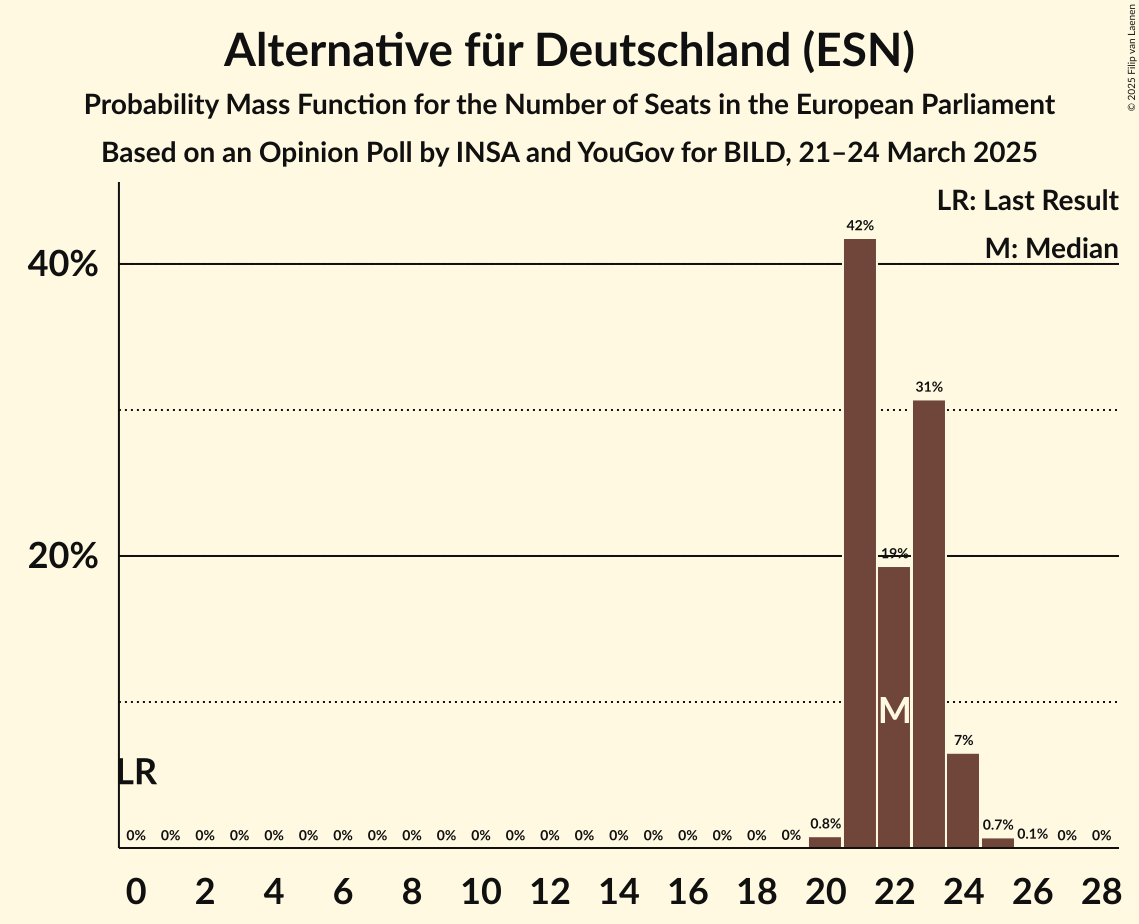 Alternative für Deutschland (ESN)
Probability Mass Function for the Number of Seats in the European Parliament
Based on an Opinion Poll by INSA and YouGov for BILD, 21–24 March 2025
© 2025 Filip van Laenen
LR: Last Result
M: Median
42%
40%
31%
20%
19%
M
7%
LR
0% 0% 0% 0% 0% 0% 0% 0% 0% 0% 0% 0% 0% 0% 0% 0% 0% 0% 0% 0% 0.8% 0.7% 0.1% 0% 0%
0 2 4 6 8 10 12 14 16 18 20 22 24 26 28